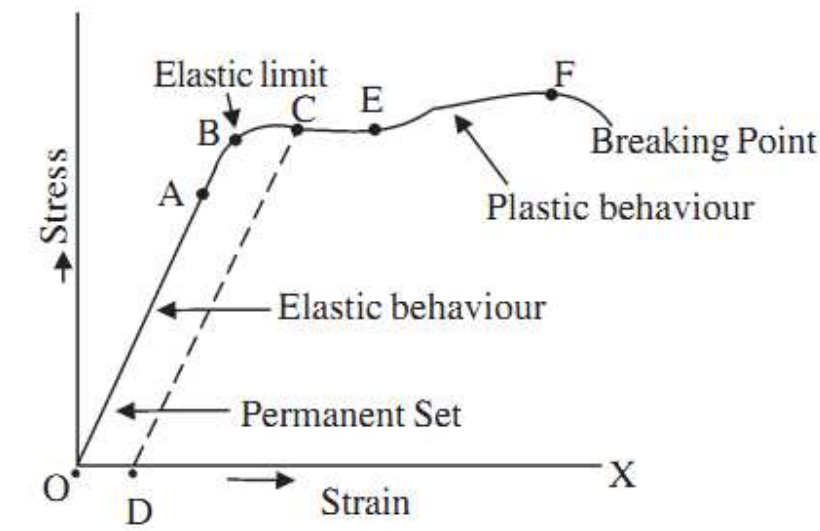 Elastic limit
B
C
E
F
Breaking Point
A
Plastic behaviour
Stress
Elastic behaviour
Permanent Set
O
D
Strain
X